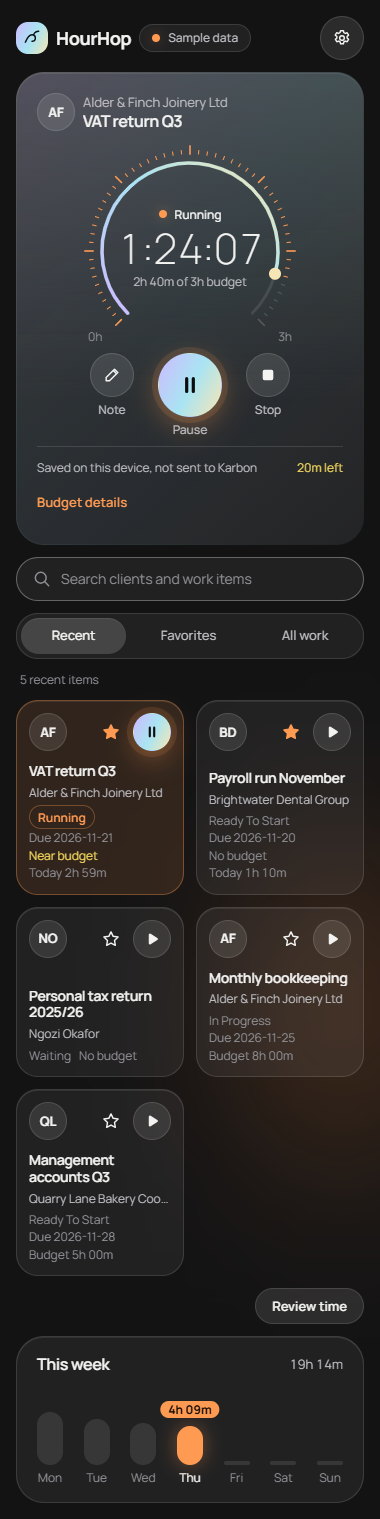 HourHop
Sample data
AF
Alder & Finch Joinery Ltd
VAT return Q3
Running
1:24:07
2h 40m of 3h budget
0h
3h
Note
Pause
Stop
Saved on this device, not sent to Karbon
20m left
Budget details
Search clients and work items
Recent
Favorites
All work
5 recent items
AF
VAT return Q3
Alder & Finch Joinery Ltd
Running
Due 2026-11-21
Near budget
Today 2h 59m
BD
Payroll run November
Brightwater Dental Group
Ready To Start
Due 2026-11-20
No budget
Today 1h 10m
NO
Personal tax return
2025/26
Ngozi Okafor
Waiting No budget
AF
Monthly bookkeeping
Alder & Finch Joinery Ltd
In Progress
Due 2026-11-25
Budget 8h 00m
QL
Management
accounts Q3
Quarry Lane Bakery Coo...
Ready To Start
Due 2026-11-28
Budget 5h 00m
Review time
This week
19h 14m
4h 09m
Mon
Tue
Wed
Thu
Fri
Sat
Sun